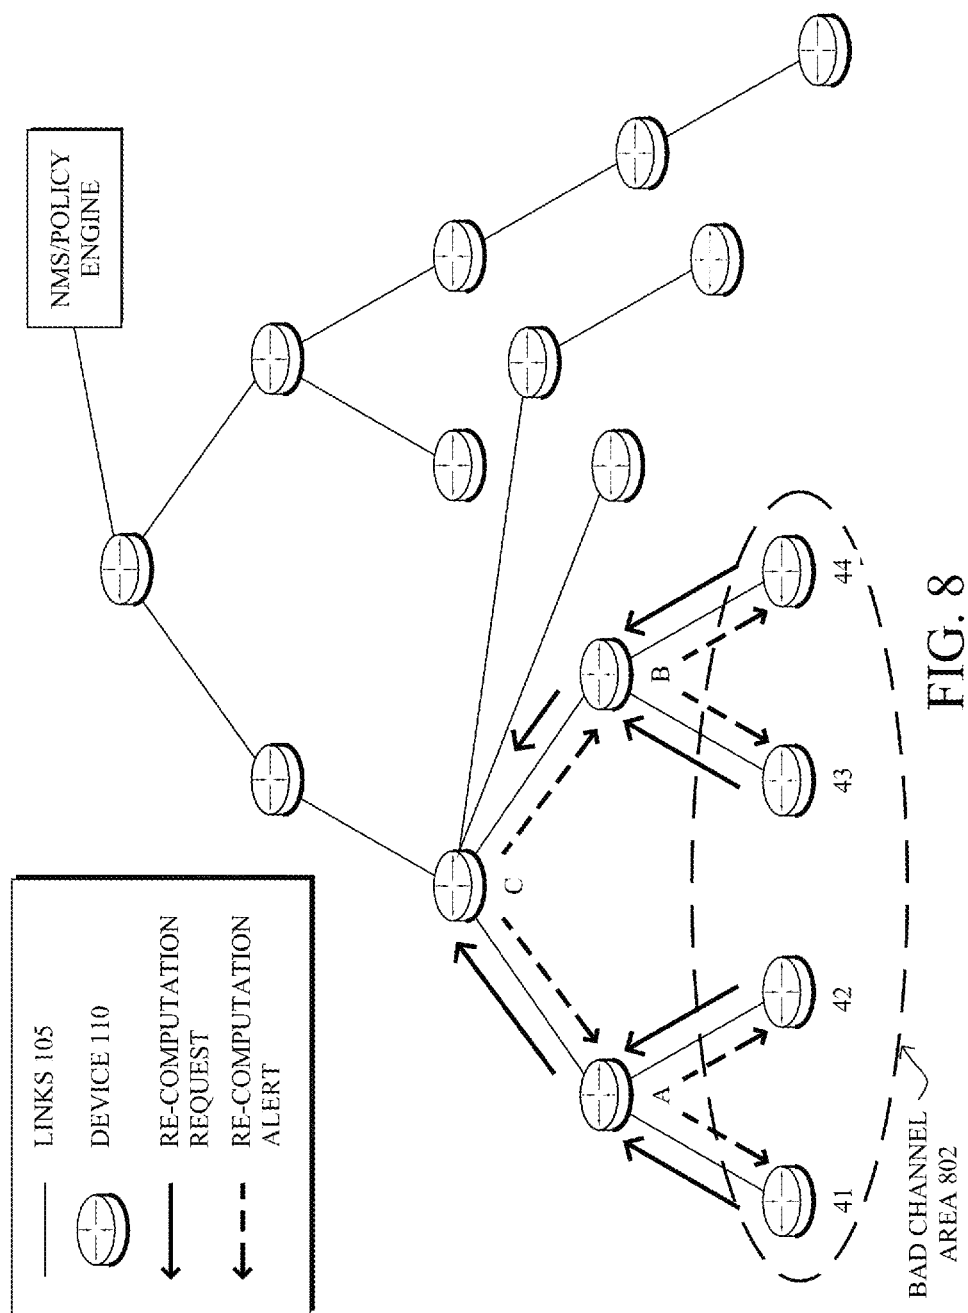 LINKS 105
DEVICE 110
RE-COMPUTATION
REQUEST
RE-COMPUTATION
ALERT
NMS/POLICY
ENGINE
C
A
B
41
42
43
44
BAD CHANNEL
AREA 802
FIG. 8